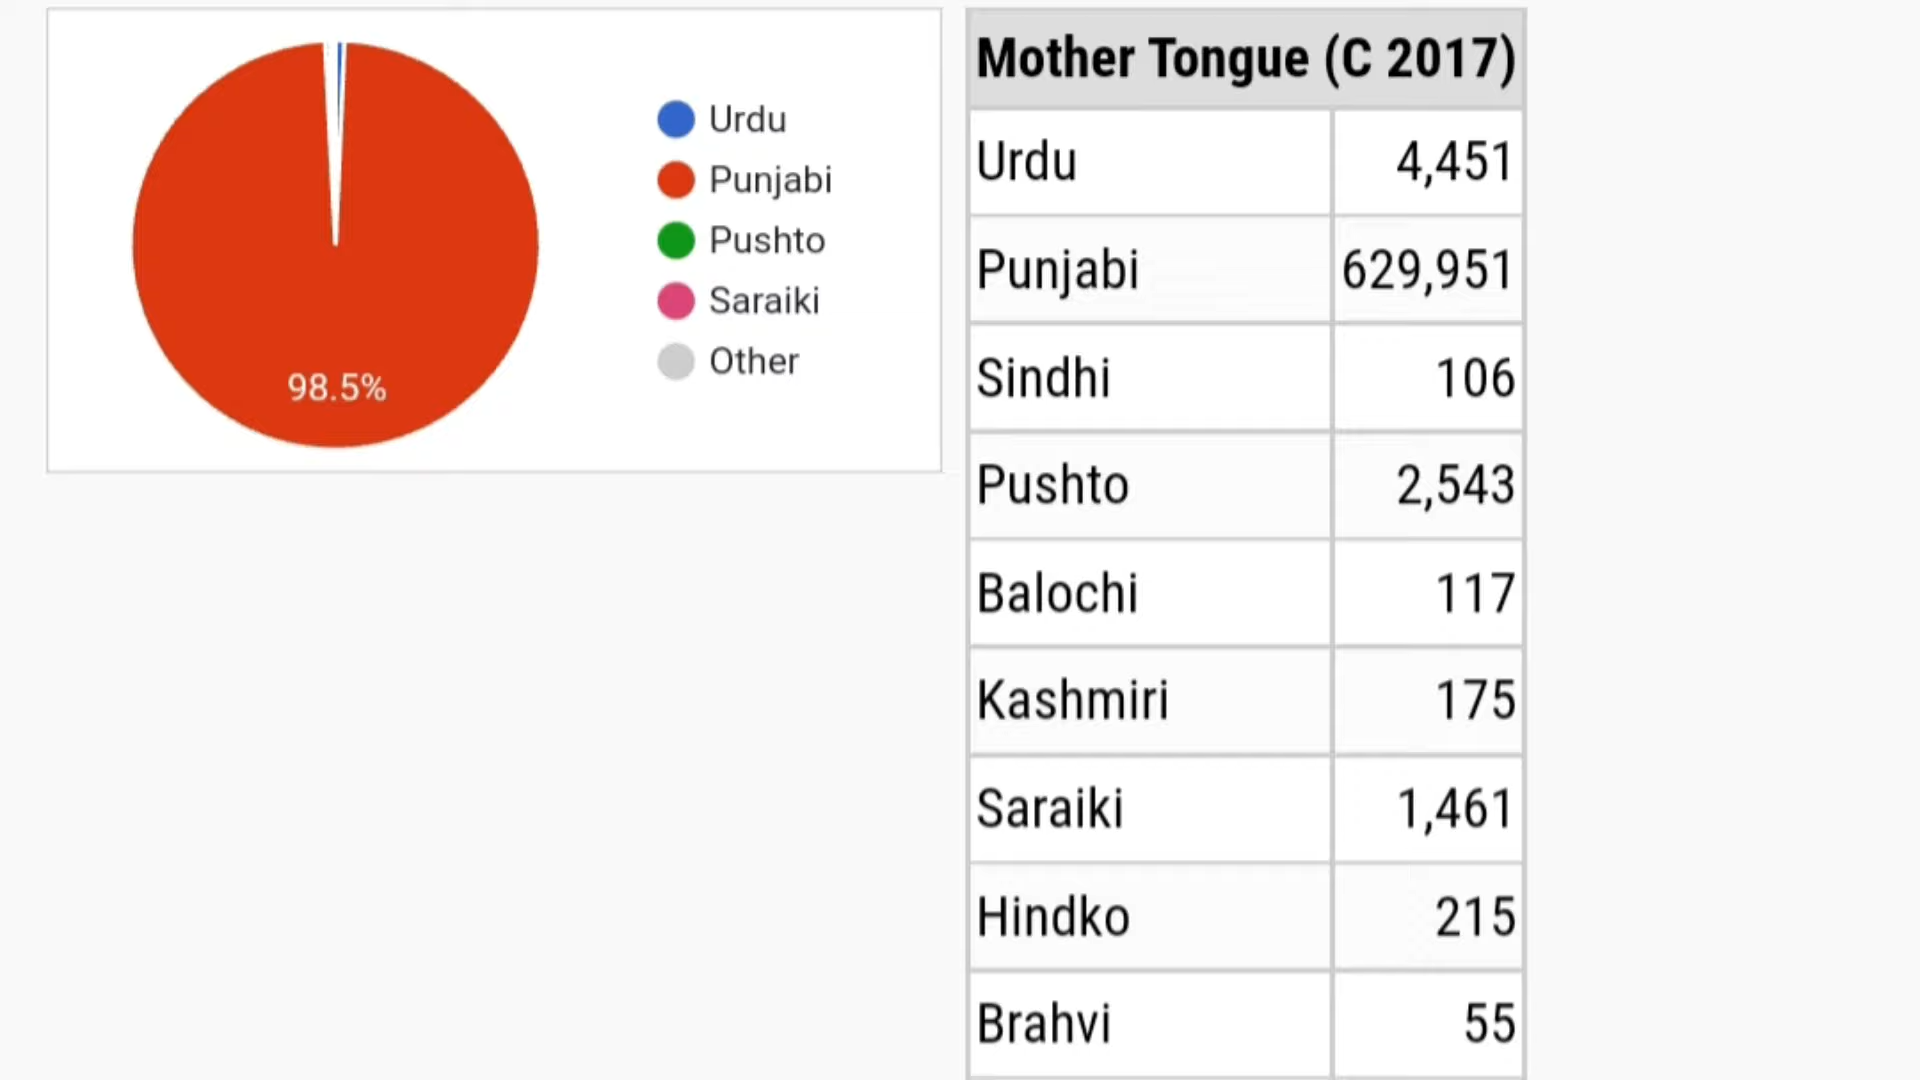 Urdu
Punjabi
Pushto
Saraiki
Other
98.5%
Mother Tongue (C 2017)
Urdu 4,451
Punjabi 629,951
Sindhi 106
Pushto 2,543
Balochi 117
Kashmiri 175
Saraiki 1,461
Hindko 215
Brahvi 55